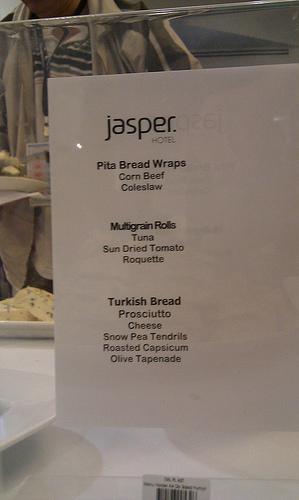 jasper.
HOTEL
Pita Bread Wraps
Corn Beef
Coleslaw
Multigrain Rolls
Tuna
Sun Dried Tomato
Roquette
Turkish Bread
Prosciutto
Cheese
Snow Pea Tendrils
Roasted Capsicum
Olive Tapenade